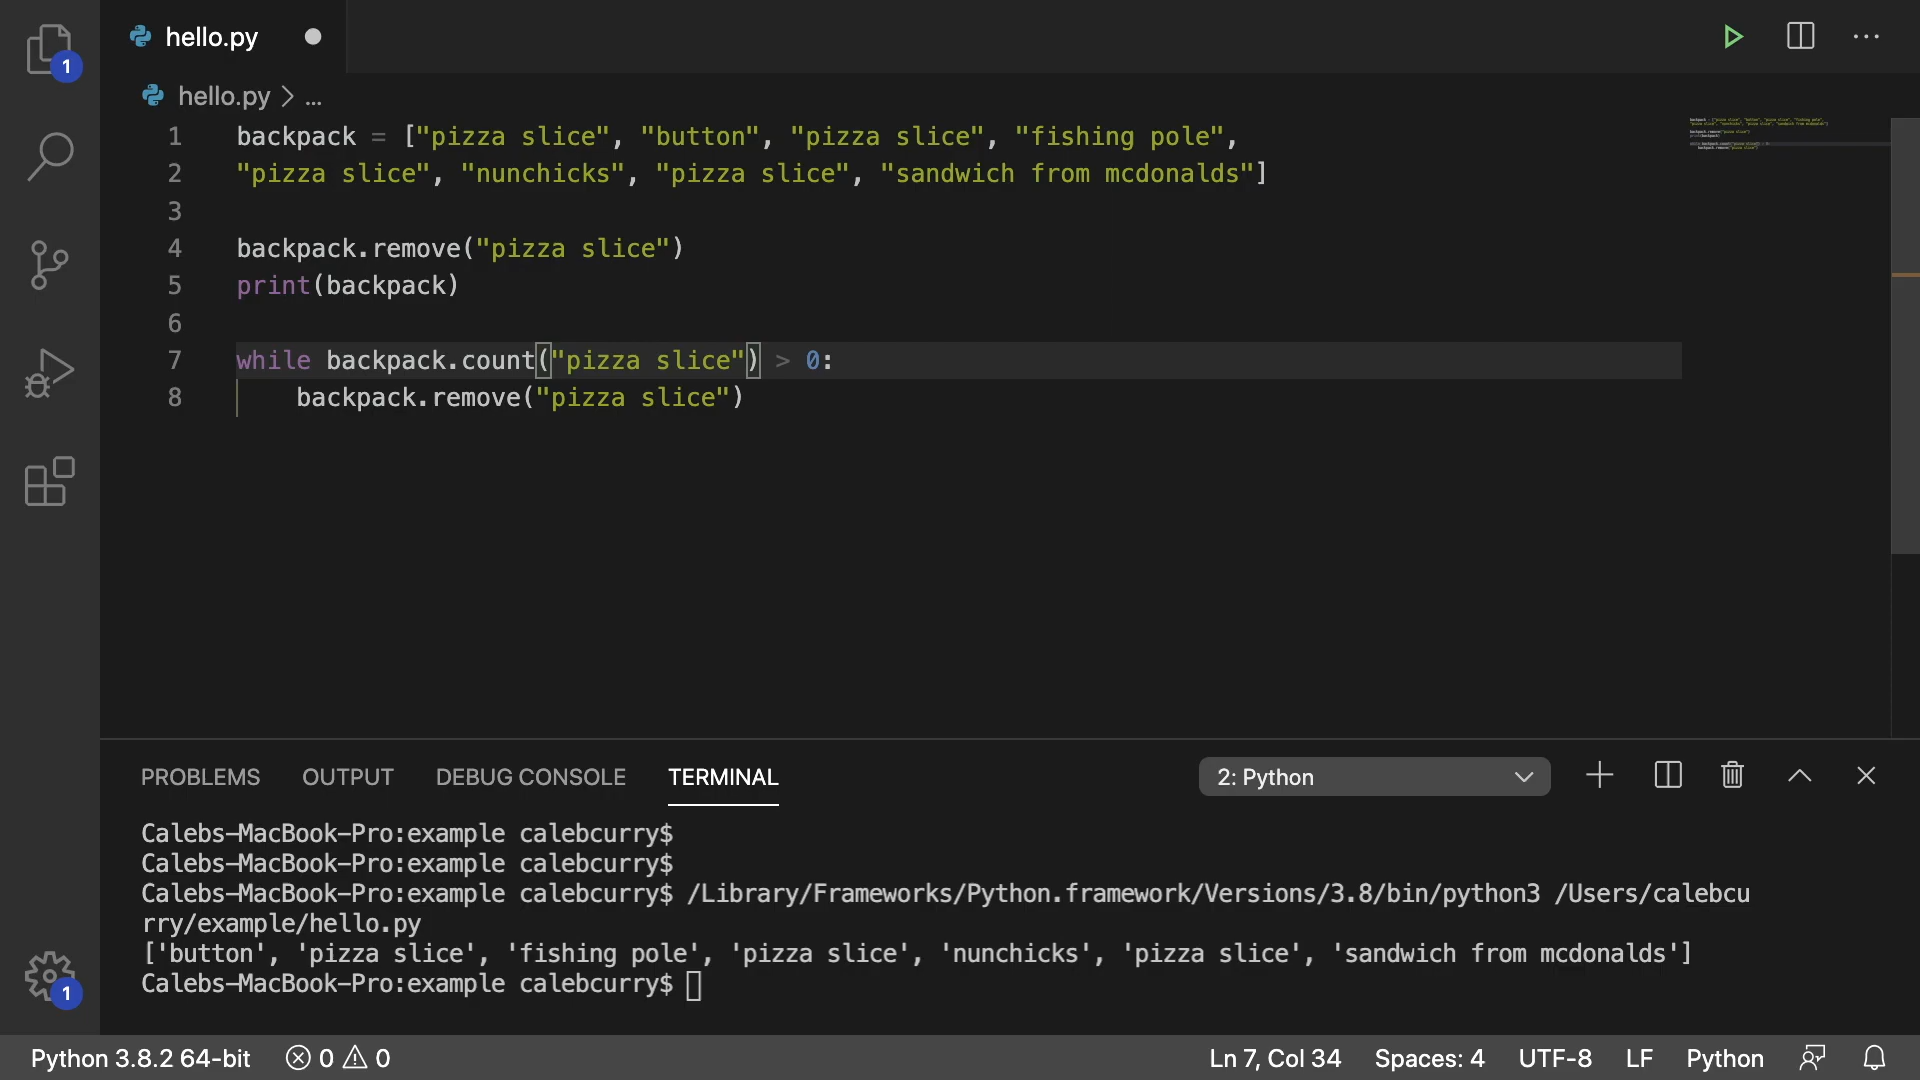 hello.py
1
hello.py > ...
1 backpack = ["pizza slice", "button", "pizza slice", "fishing pole",
2 "pizza slice", "nunchicks", "pizza slice", "sandwich from mcdonalds"]
3
4 backpack.remove("pizza slice")
5 print(backpack)
6
7 while backpack.count("pizza slice") > 0:
8     backpack.remove("pizza slice")
PROBLEMS OUTPUT DEBUG CONSOLE TERMINAL 2: Python
Calebs-MacBook-Pro:example calebcurry$
Calebs-MacBook-Pro:example calebcurry$
Calebs-MacBook-Pro:example calebcurry$ /Library/Frameworks/Python.framework/Versions/3.8/bin/python3 /Users/calebcu
rry/example/hello.py
['button', 'pizza slice', 'fishing pole', 'pizza slice', 'nunchicks', 'pizza slice', 'sandwich from mcdonalds']
Calebs-MacBook-Pro:example calebcurry$
1
Python 3.8.2 64-bit 0 0 Ln 7, Col 34 Spaces: 4 UTF-8 LF Python